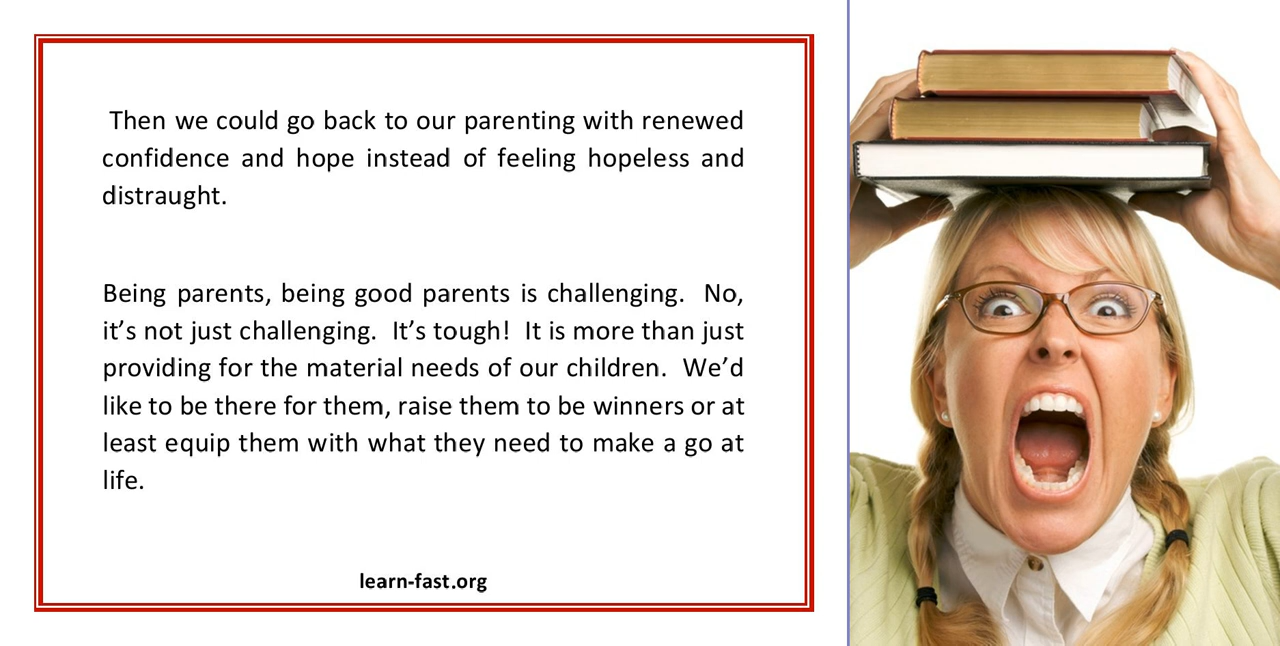 Then we could go back to our parenting with renewed
confidence and hope instead of feeling hopeless and
distraught.
Being parents, being good parents is challenging.  No,
it’s not just challenging.  It’s tough!  It is more than just
providing for the material needs of our children.  We’d
like to be there for them, raise them to be winners or at
least equip them with what they need to make a go at
life.
learn-fast.org